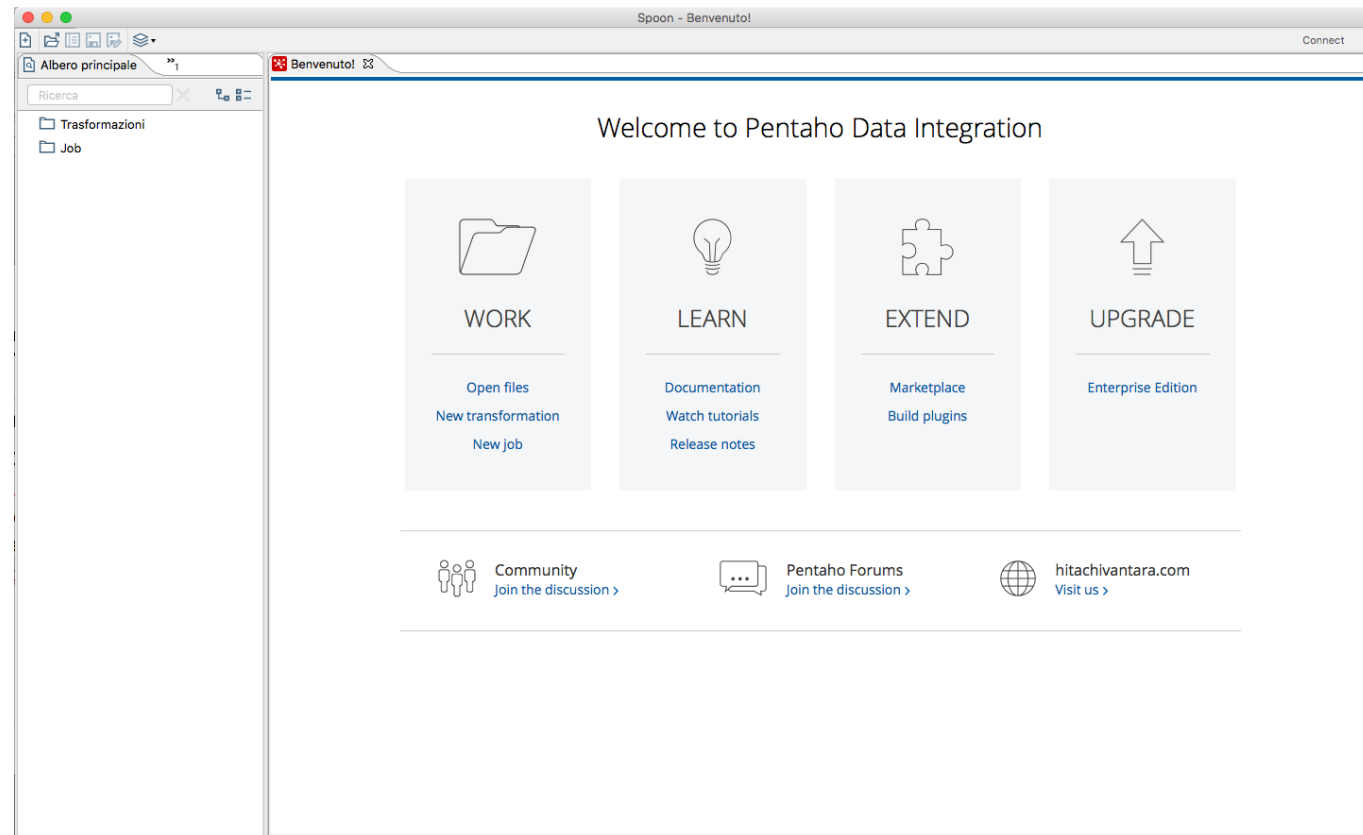 Spoon - Benvenuto!
Connect
Albero principale
»1
Benvenuto!
Ricerca
Trasformazioni
Job
Welcome to Pentaho Data Integration
WORK
Open files
New transformation
New job
LEARN
Documentation
Watch tutorials
Release notes
EXTEND
Marketplace
Build plugins
UPGRADE
Enterprise Edition
Community
Join the discussion >
Pentaho Forums
Join the discussion >
hitachivantara.com
Visit us >